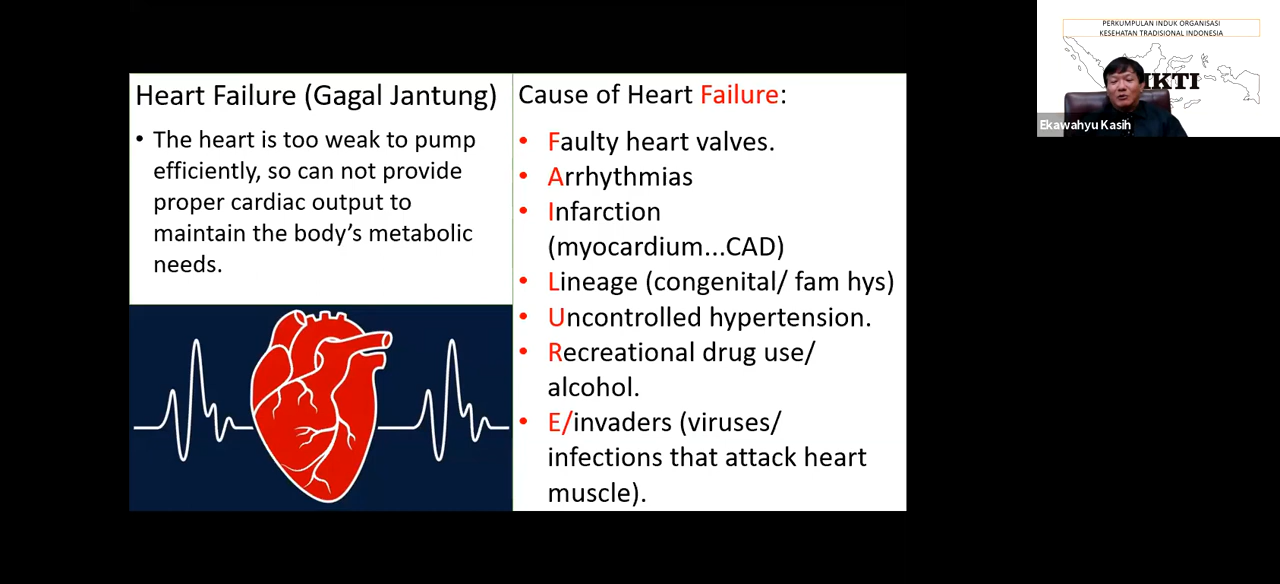 Heart Failure (Gagal Jantung)
• The heart is too weak to pump
efficiently, so can not provide
proper cardiac output to
maintain the body’s metabolic
needs.
Cause of Heart Failure:
• Faulty heart valves.
• Arrhythmias
• Infarction
(myocardium...CAD)
• Lineage (congenital/ fam hys)
• Uncontrolled hypertension.
• Recreational drug use/
alcohol.
• E/invaders (viruses/
infections that attack heart
muscle).
PERKUMPULAN INDUK ORGANISASI
KESEHATAN TRADISIONAL INDONESIA
IKTI
Ekawahyu Kasih